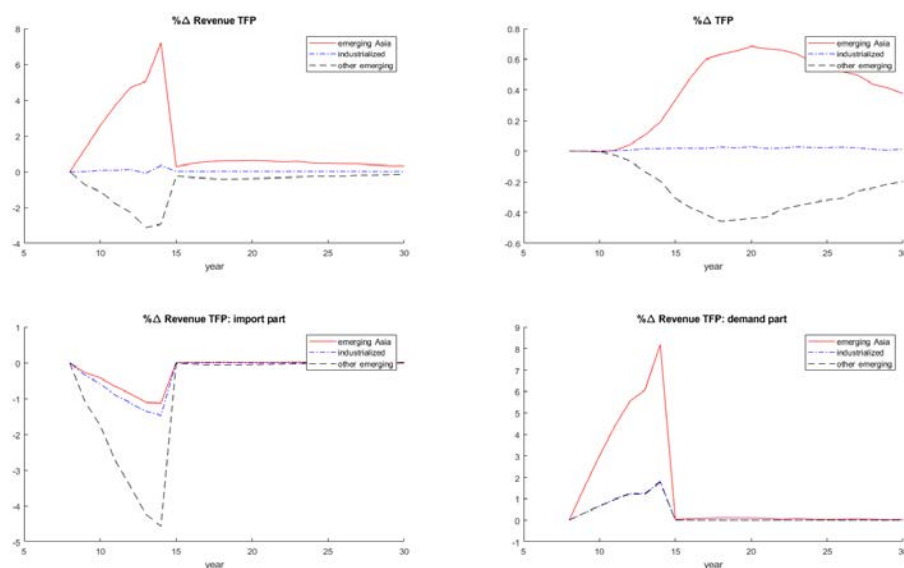 %Δ Revenue TFP
8
6
4
2
0
-2
-4
5
10
15
20
25
30
year
emerging Asia
industrialized
other emerging
%Δ TFP
0.8
0.6
0.4
0.2
0
-0.2
-0.4
-0.6
5
10
15
20
25
30
year
emerging Asia
industrialized
other emerging
%Δ Revenue TFP: import part
1
0
-1
-2
-3
-4
-5
5
10
15
20
25
30
year
emerging Asia
industrialized
other emerging
%Δ Revenue TFP: demand part
9
8
7
6
5
4
3
2
1
0
-1
5
10
15
20
25
30
year
emerging Asia
industrialized
other emerging